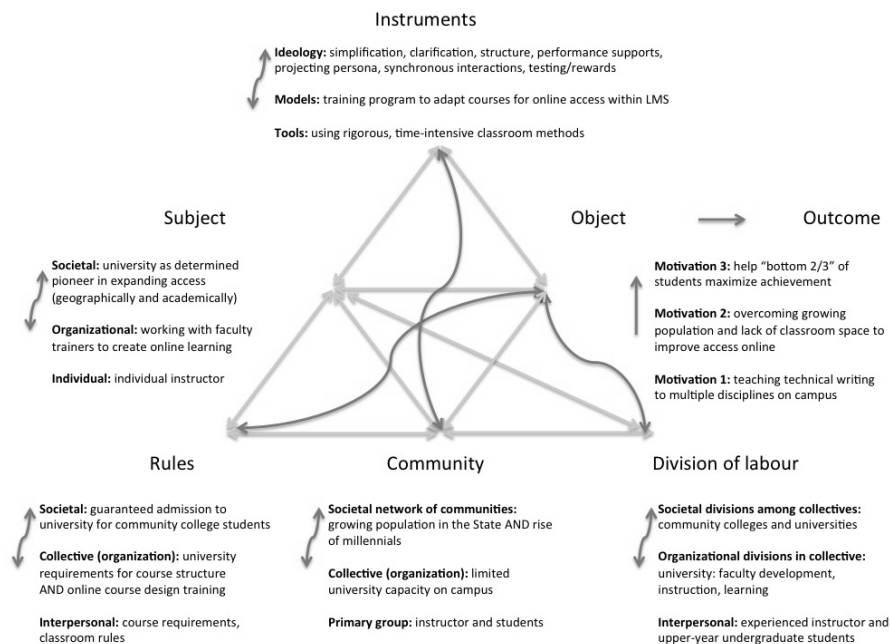 Instruments
Ideology: simplification, clarification, structure, performance supports,
projecting persona, synchronous interactions, testing/rewards
Models: training program to adapt courses for online access within LMS
Tools: using rigorous, time-intensive classroom methods
Subject
Societal: university as determined
pioneer in expanding access
(geographically and academically)
Organizational: working with faculty
trainers to create online learning
Individual: individual instructor
Object
Outcome
Motivation 3: help “bottom 2/3” of
students maximize achievement
Motivation 2: overcoming growing
population and lack of classroom space to
improve access online
Motivation 1: teaching technical writing
to multiple disciplines on campus
Rules
Societal: guaranteed admission to
university for community college students
Collective (organization): university
requirements for course structure
AND online course design training
Interpersonal: course requirements,
classroom rules
Community
Societal network of communities:
growing population in the State AND rise
of millennials
Collective (organization): limited
university capacity on campus
Primary group: instructor and students
Division of labour
Societal divisions among collectives:
community colleges and universities
Organizational divisions in collective:
university: faculty development,
instruction, learning
Interpersonal: experienced instructor and
upper-year undergraduate students